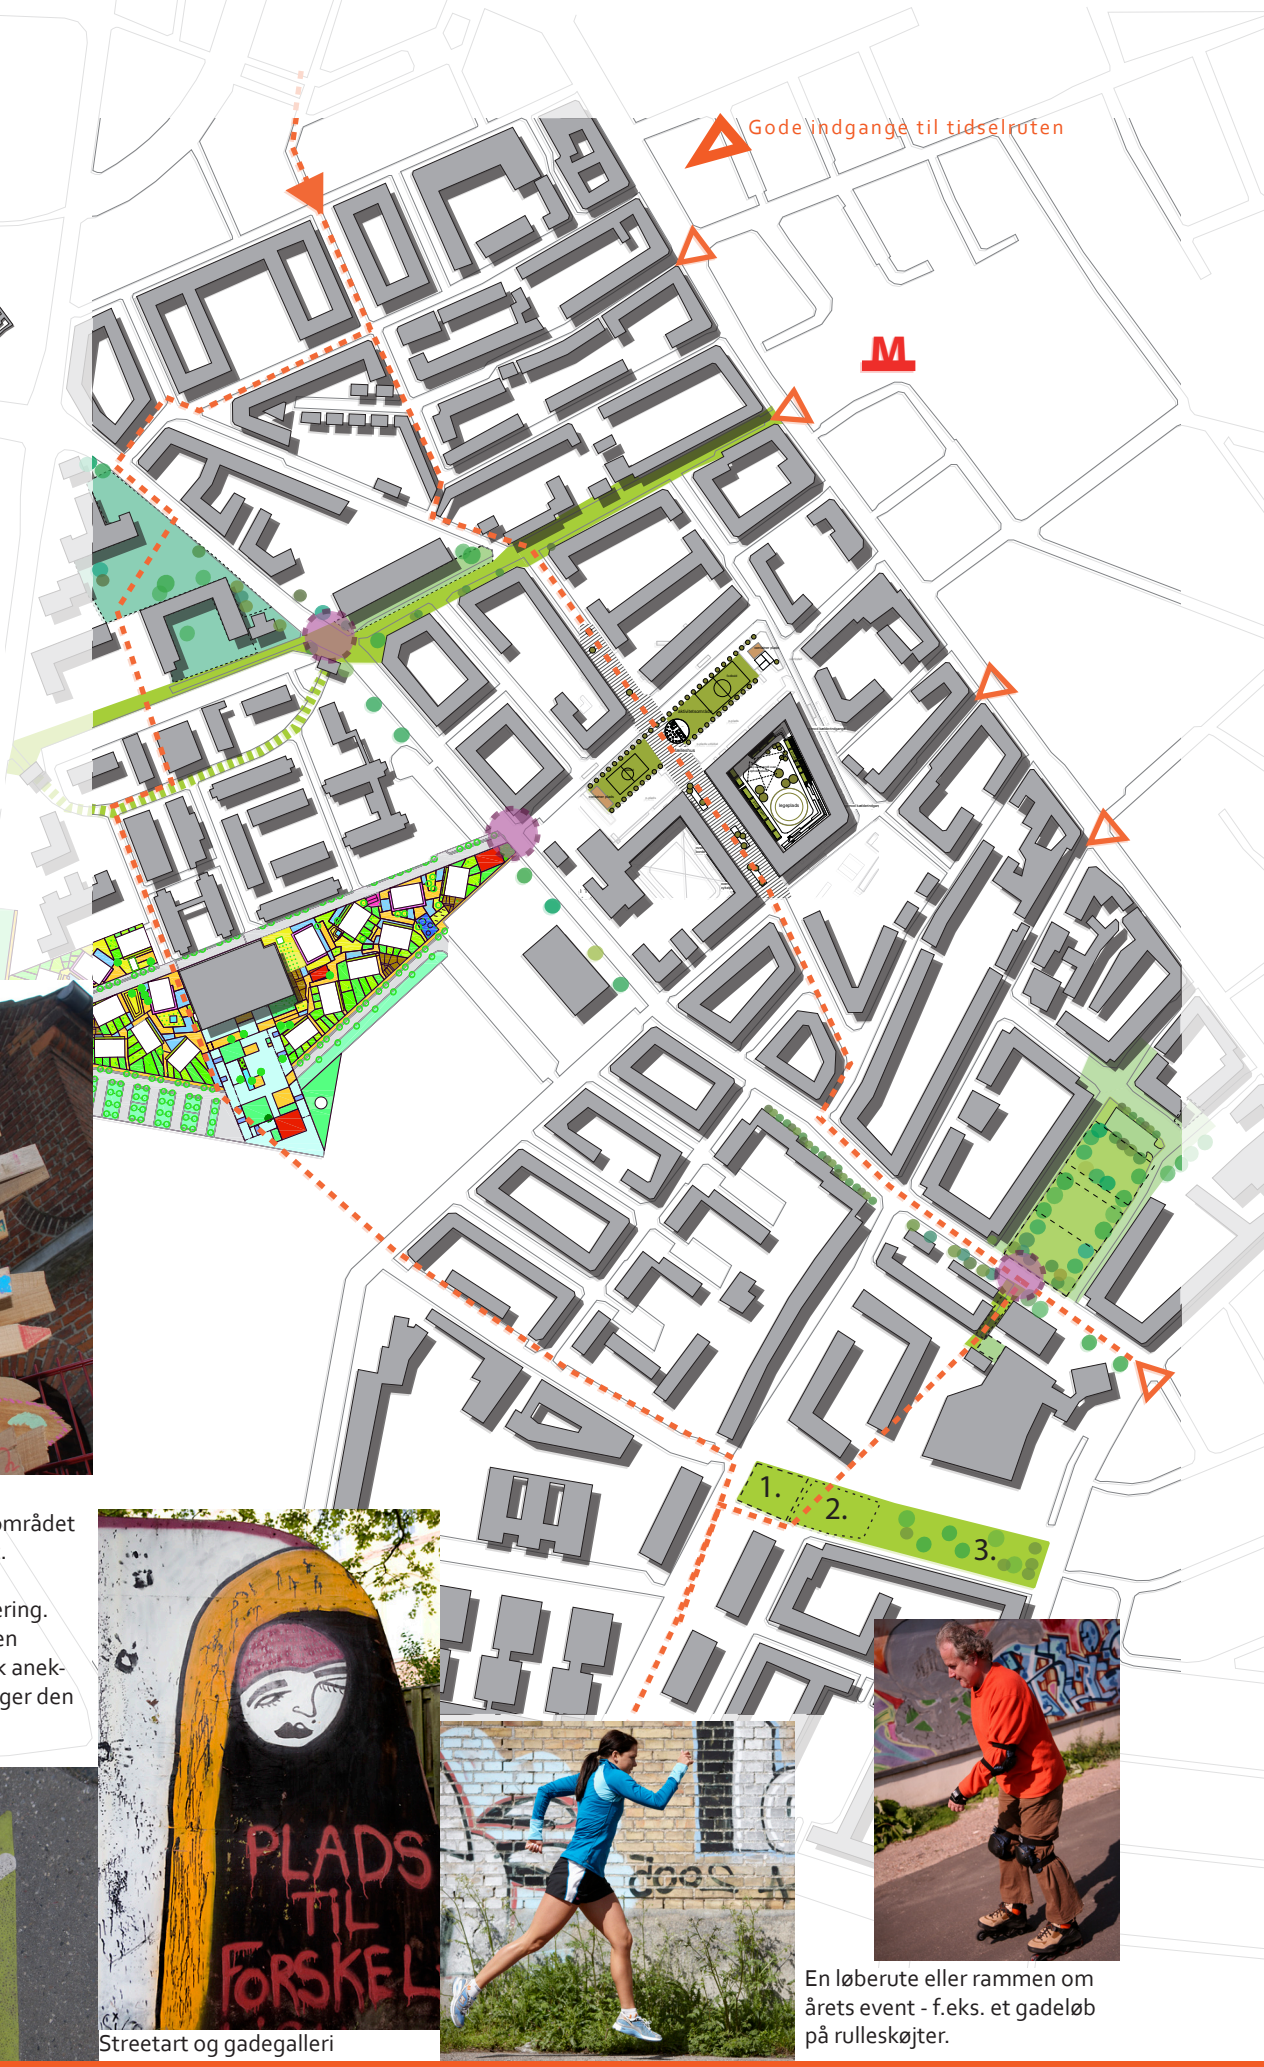 Gode indgange til tidselruten
M
legeplads
1.
2.
3.
området
.
ering.
en
k anek-
ger den
PLADS
TIL
FORSKEL
Streetart og gadegalleri
En løberute eller rammen om
årets event - f.eks. et gadeløb
på rulleskøjter.